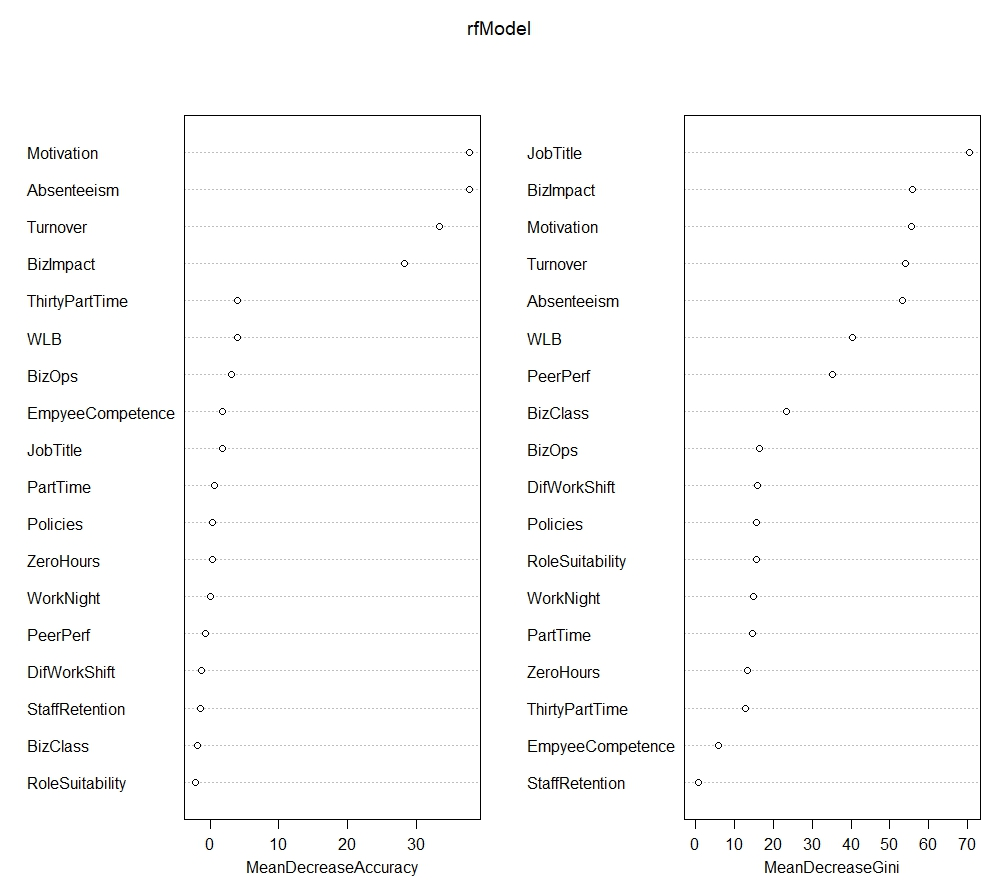 rfModel
Motivation
Absenteeism
Turnover
BizImpact
ThirtyPartTime
WLB
BizOps
EmpyeeCompetence
JobTitle
PartTime
Policies
ZeroHours
WorkNight
PeerPerf
DifWorkShift
StaffRetention
BizClass
RoleSuitability
0 10 20 30
MeanDecreaseAccuracy
JobTitle
BizImpact
Motivation
Turnover
Absenteeism
WLB
PeerPerf
BizClass
BizOps
DifWorkShift
Policies
RoleSuitability
WorkNight
PartTime
ZeroHours
ThirtyPartTime
EmpyeeCompetence
StaffRetention
0 10 20 30 40 50 60 70
MeanDecreaseGini